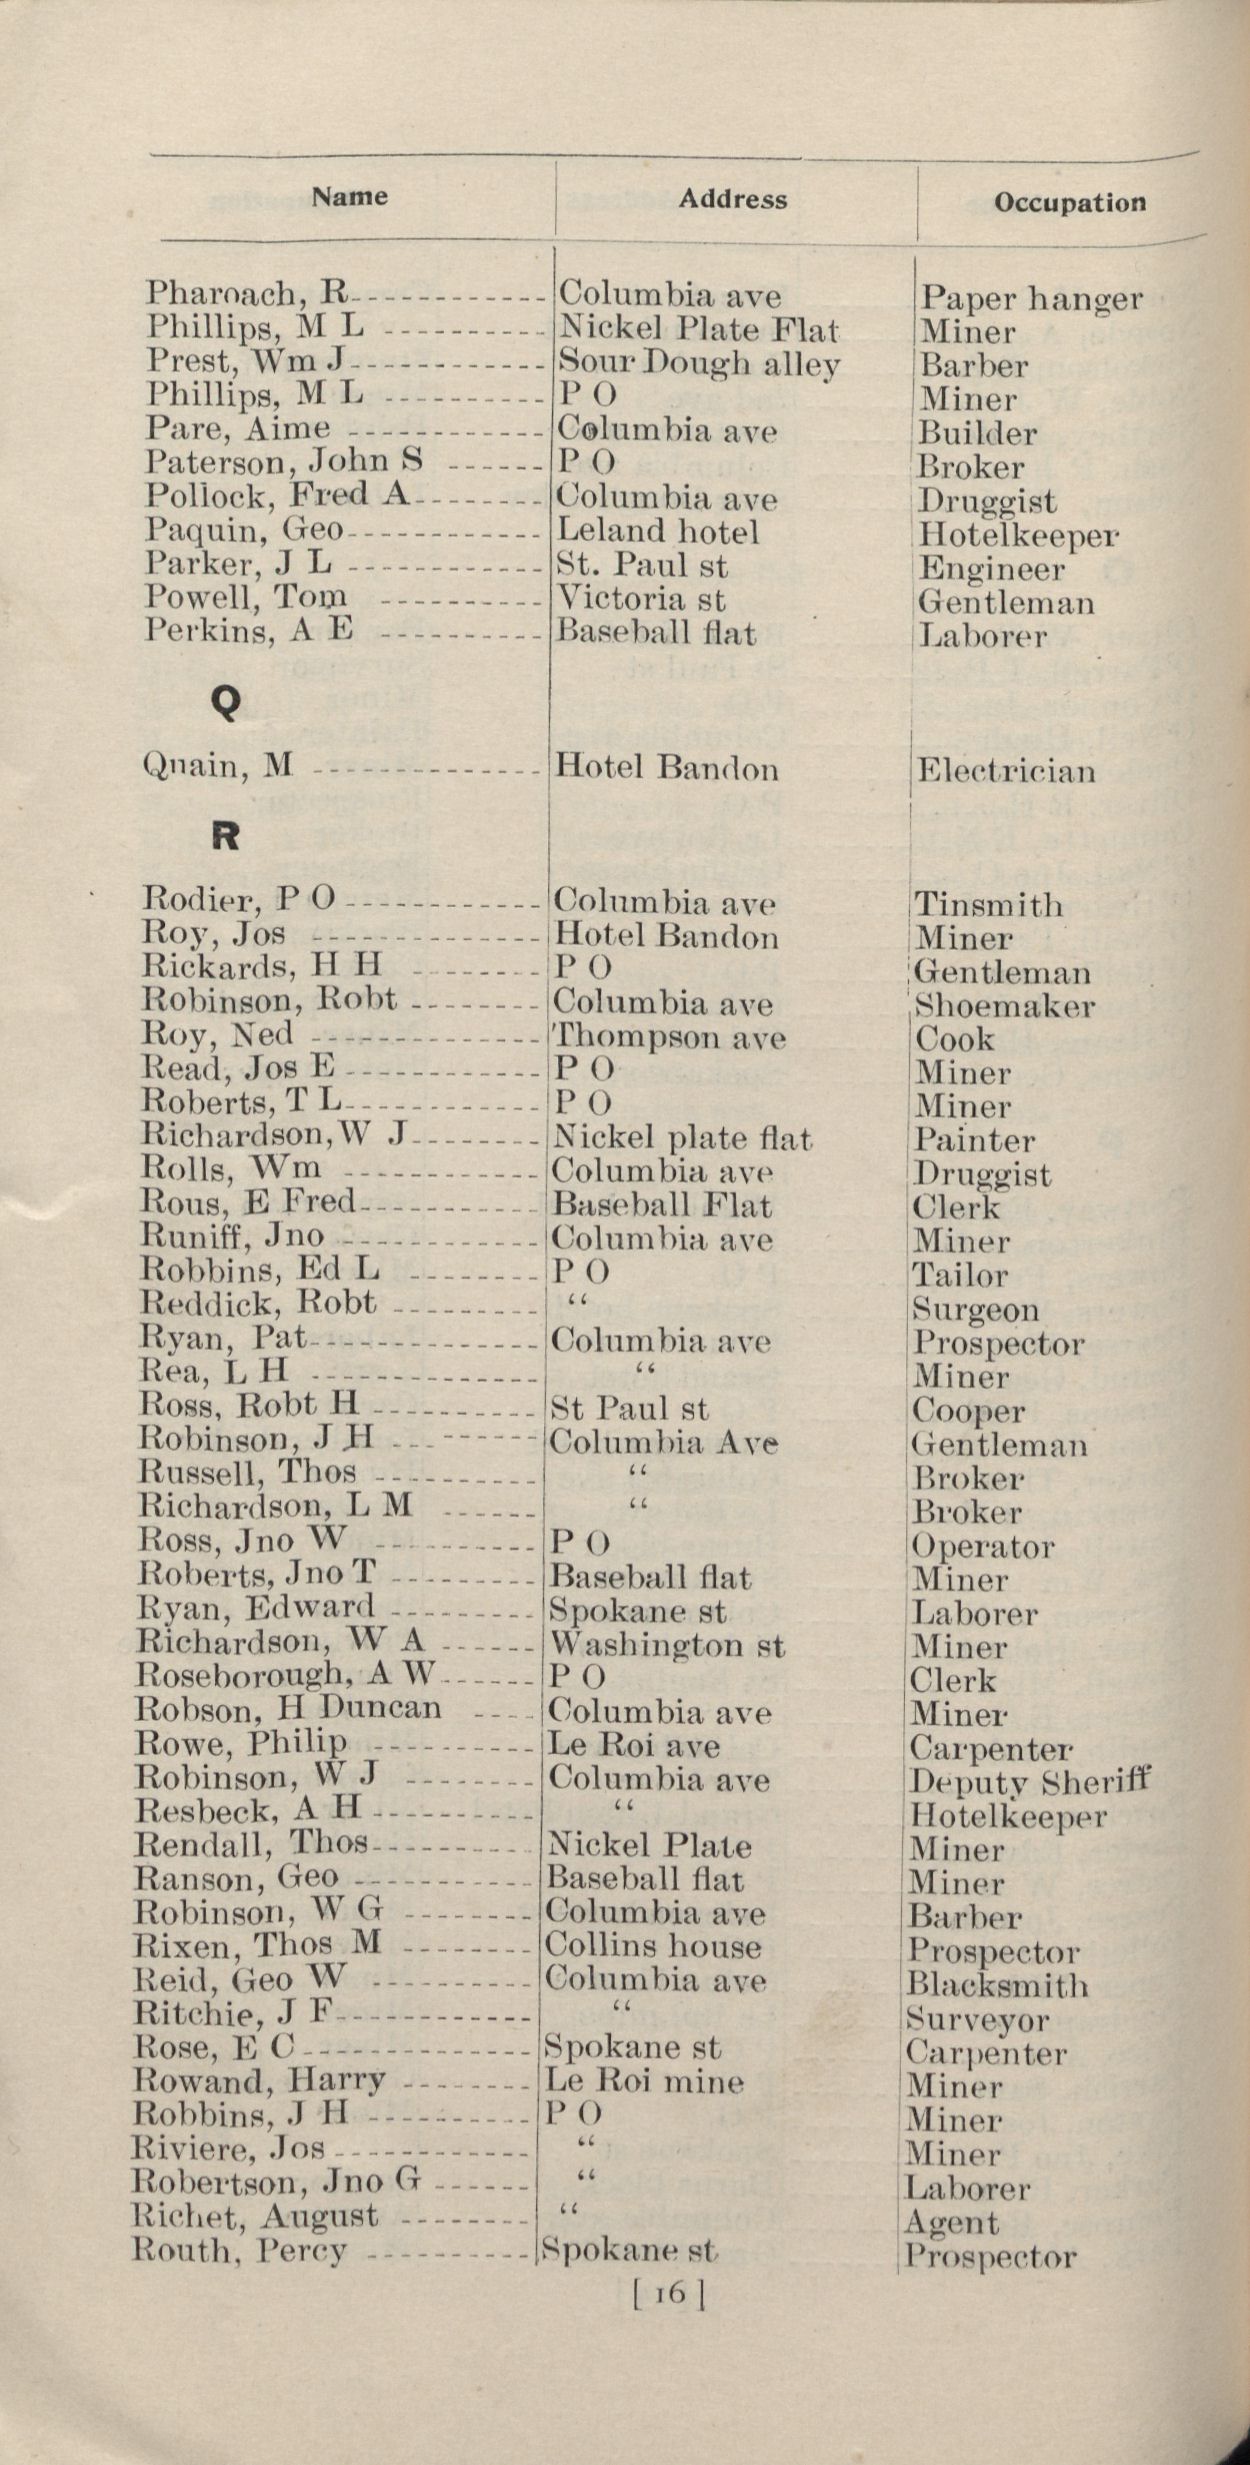 Name Address Occupation
Pharoach, R Columbia ave Paper hanger
Phillips, M L Nickel Plate Flat Miner
Prest, Wm J Sour Dough alley Barber
Phillips, M L P O Miner
Pare, Aime Columbia ave Builder
Paterson, John S P O Broker
Pollock, Fred A Columbia ave Druggist
Paquin, Geo Leland hotel Hotelkeeper
Parker, J L St. Paul st Engineer
Powell, Tom Victoria st Gentleman
Perkins, A E Baseball flat Laborer
Q
Quain, M Hotel Bandon Electrician
R
Rodier, P O Columbia ave Tinsmith
Roy, Jos Hotel Bandon Miner
Rickards, H H P O Gentleman
Robinson, Robt Columbia ave Shoemaker
Roy, Ned Thompson ave Cook
Read, Jos E P O Miner
Roberts, T L P O Miner
Richardson, W J Nickel plate flat Painter
Rolls, Wm Columbia ave Druggist
Rous, E Fred Baseball Flat Clerk
Runiff, Jno Columbia ave Miner
Robbins, Ed L P O Tailor
Reddick, Robt “ Surgeon
Ryan, Pat Columbia ave Prospector
Rea, L H “ Miner
Ross, Robt H St Paul st Cooper
Robinson, J H Columbia Ave Gentleman
Russell, Thos “ Broker
Richardson, L M “ Broker
Ross, Jno W P O Operator
Roberts, Jno T Baseball flat Miner
Ryan, Edward Spokane st Laborer
Richardson, W A Washington st Miner
Roseborough, A W P O Clerk
Robson, H Duncan Columbia ave Miner
Rowe, Philip Le Roi ave Carpenter
Robinson, W J Columbia ave Deputy Sheriff
Resbeck, A H “ Hotelkeeper
Rendall, Thos Nickel Plate Miner
Ranson, Geo Baseball flat Miner
Robinson, W G Columbia ave Barber
Rixen, Thos M Collins house Prospector
Reid, Geo W Columbia ave Blacksmith
Ritchie, J F “ Surveyor
Rose, E C Spokane st Carpenter
Rowand, Harry Le Roi mine Miner
Robbins, J H P O Miner
Riviere, Jos “ Miner
Robertson, Jno G “ Laborer
Richet, August “ Agent
Routh, Percy Spokane st Prospector
[ 16 ]